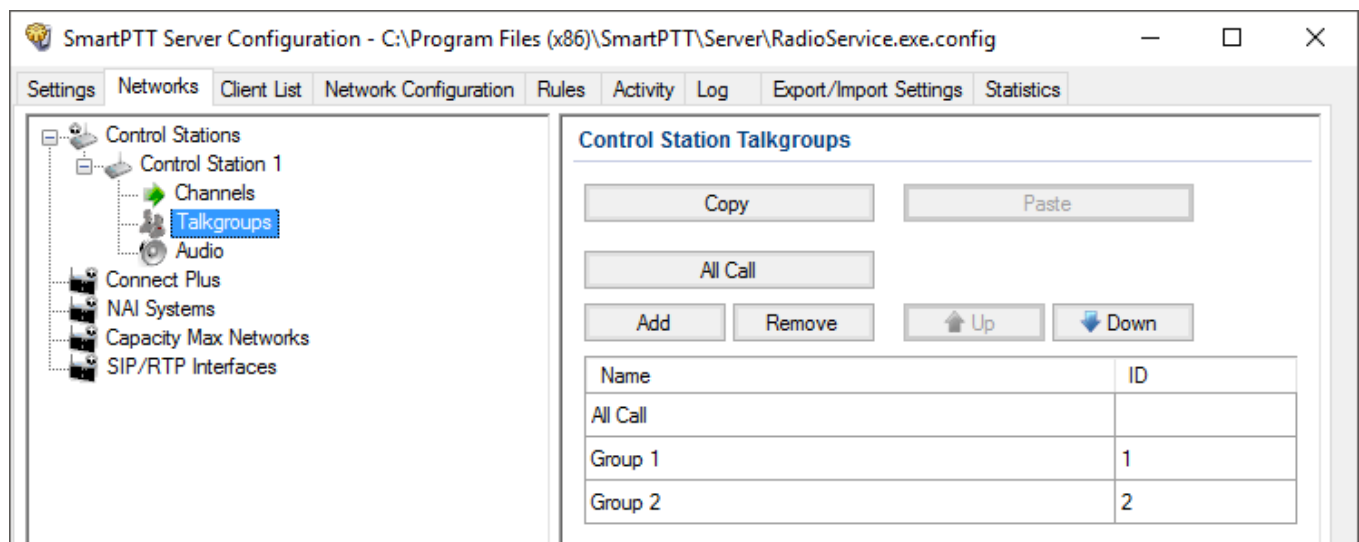 SmartPTT Server Configuration - C:\Program Files (x86)\SmartPTT\Server\RadioService.exe.config
Settings Networks Client List Network Configuration Rules Activity Log Export/Import Settings Statistics
Control Stations
Control Station 1
Channels
Talkgroups
Audio
Connect Plus
NAI Systems
Capacity Max Networks
SIP/RTP Interfaces
Control Station Talkgroups
Copy Paste
All Call
Add Remove Up Down
Name ID
All Call
Group 1 1
Group 2 2